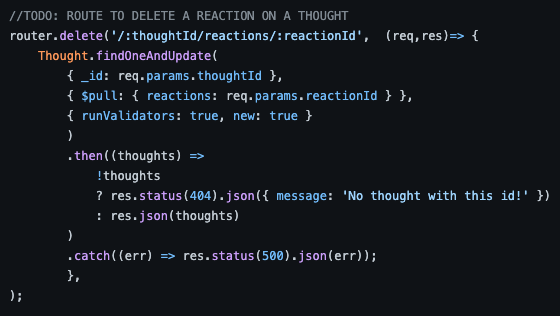 //TODO: ROUTE TO DELETE A REACTION ON A THOUGHT
router.delete('/:thoughtId/reactions/:reactionId',  (req,res)=> {
    Thought.findOneAndUpdate(
        { _id: req.params.thoughtId },
        { $pull: { reactions: req.params.reactionId } },
        { runValidators: true, new: true }
        )
        .then((thoughts) =>
            !thoughts
            ? res.status(404).json({ message: 'No thought with this id!' })
            : res.json(thoughts)
        )
        .catch((err) => res.status(500).json(err));
        },
);